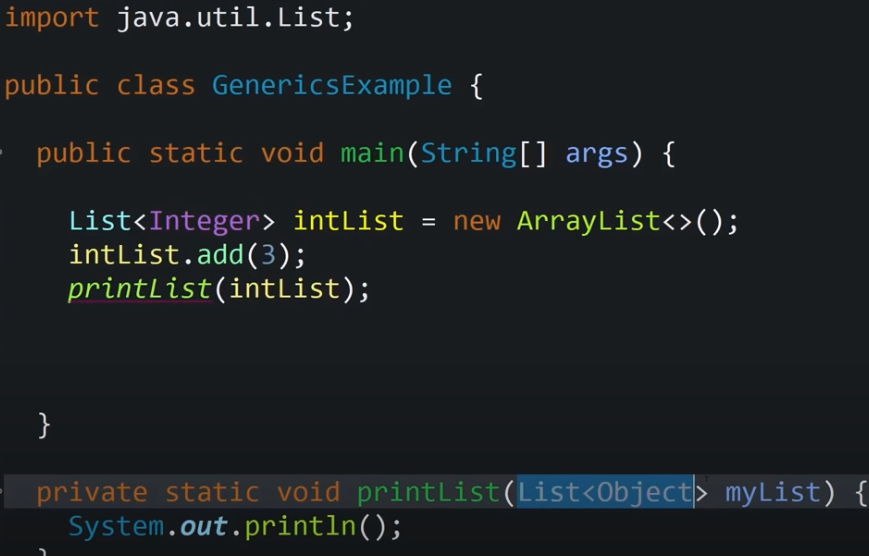 import java.util.List;
public class GenericsExample {
public static void main(String[] args) {
List<Integer> intList = new ArrayList<>();
intList.add(3);
printList(intList);
}
private static void printList(List<Object> myList) {
System.out.println();
}